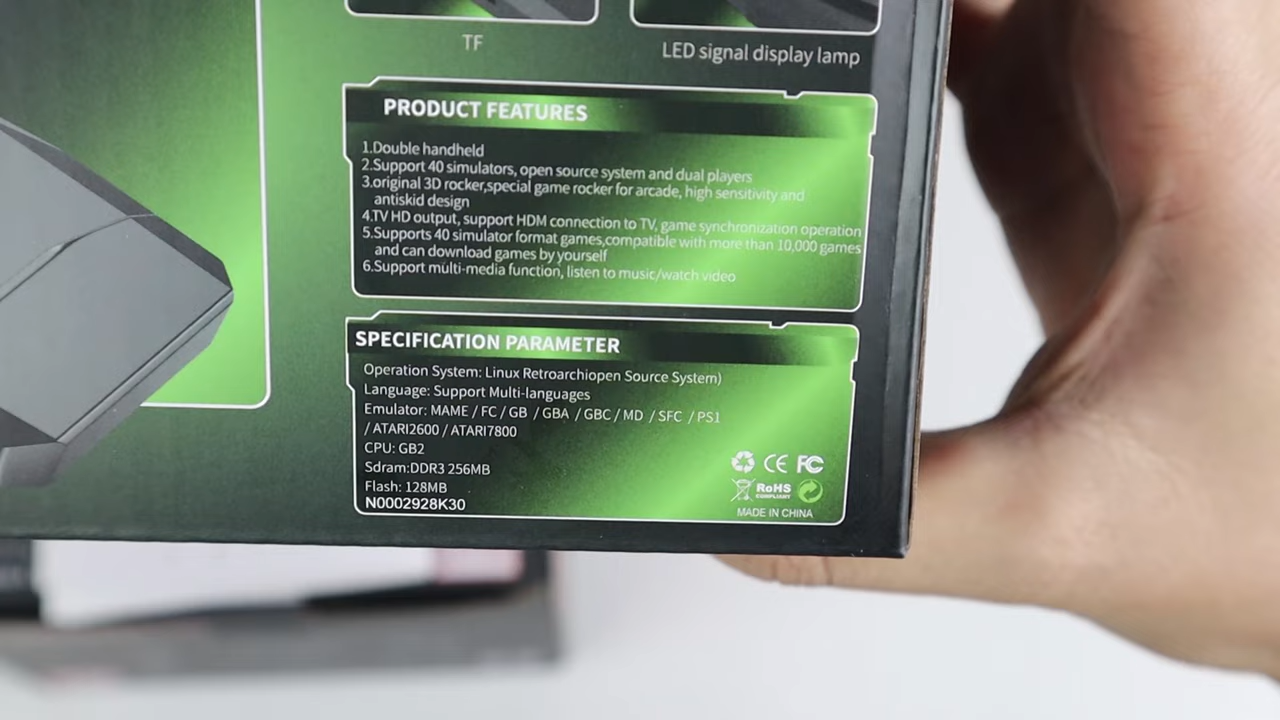 TF
LED signal display lamp
PRODUCT FEATURES
1.Double handheld
2.Support 40 simulators, open source system and dual players
3.original 3D rocker,special game rocker for arcade, high sensitivity and
antiskid design
4.TV HD output, support HDM connection to TV, game synchronization operation
5.Supports 40 simulator format games,compatible with more than 10,000 games
and can download games by yourself
6.Support multi-media function, listen to music/watch video
SPECIFICATION PARAMETER
Operation System: Linux Retroarchiopen Source System)
Language: Support Multi-languages
Emulator: MAME / FC / GB / GBA / GBC / MD / SFC / PS1
/ ATARI2600 / ATARI7800
CPU: GB2
Sdram:DDR3 256MB
Flash: 128MB
N0002928K30
CE FC
RoHS
COMPLIANT
MADE IN CHINA